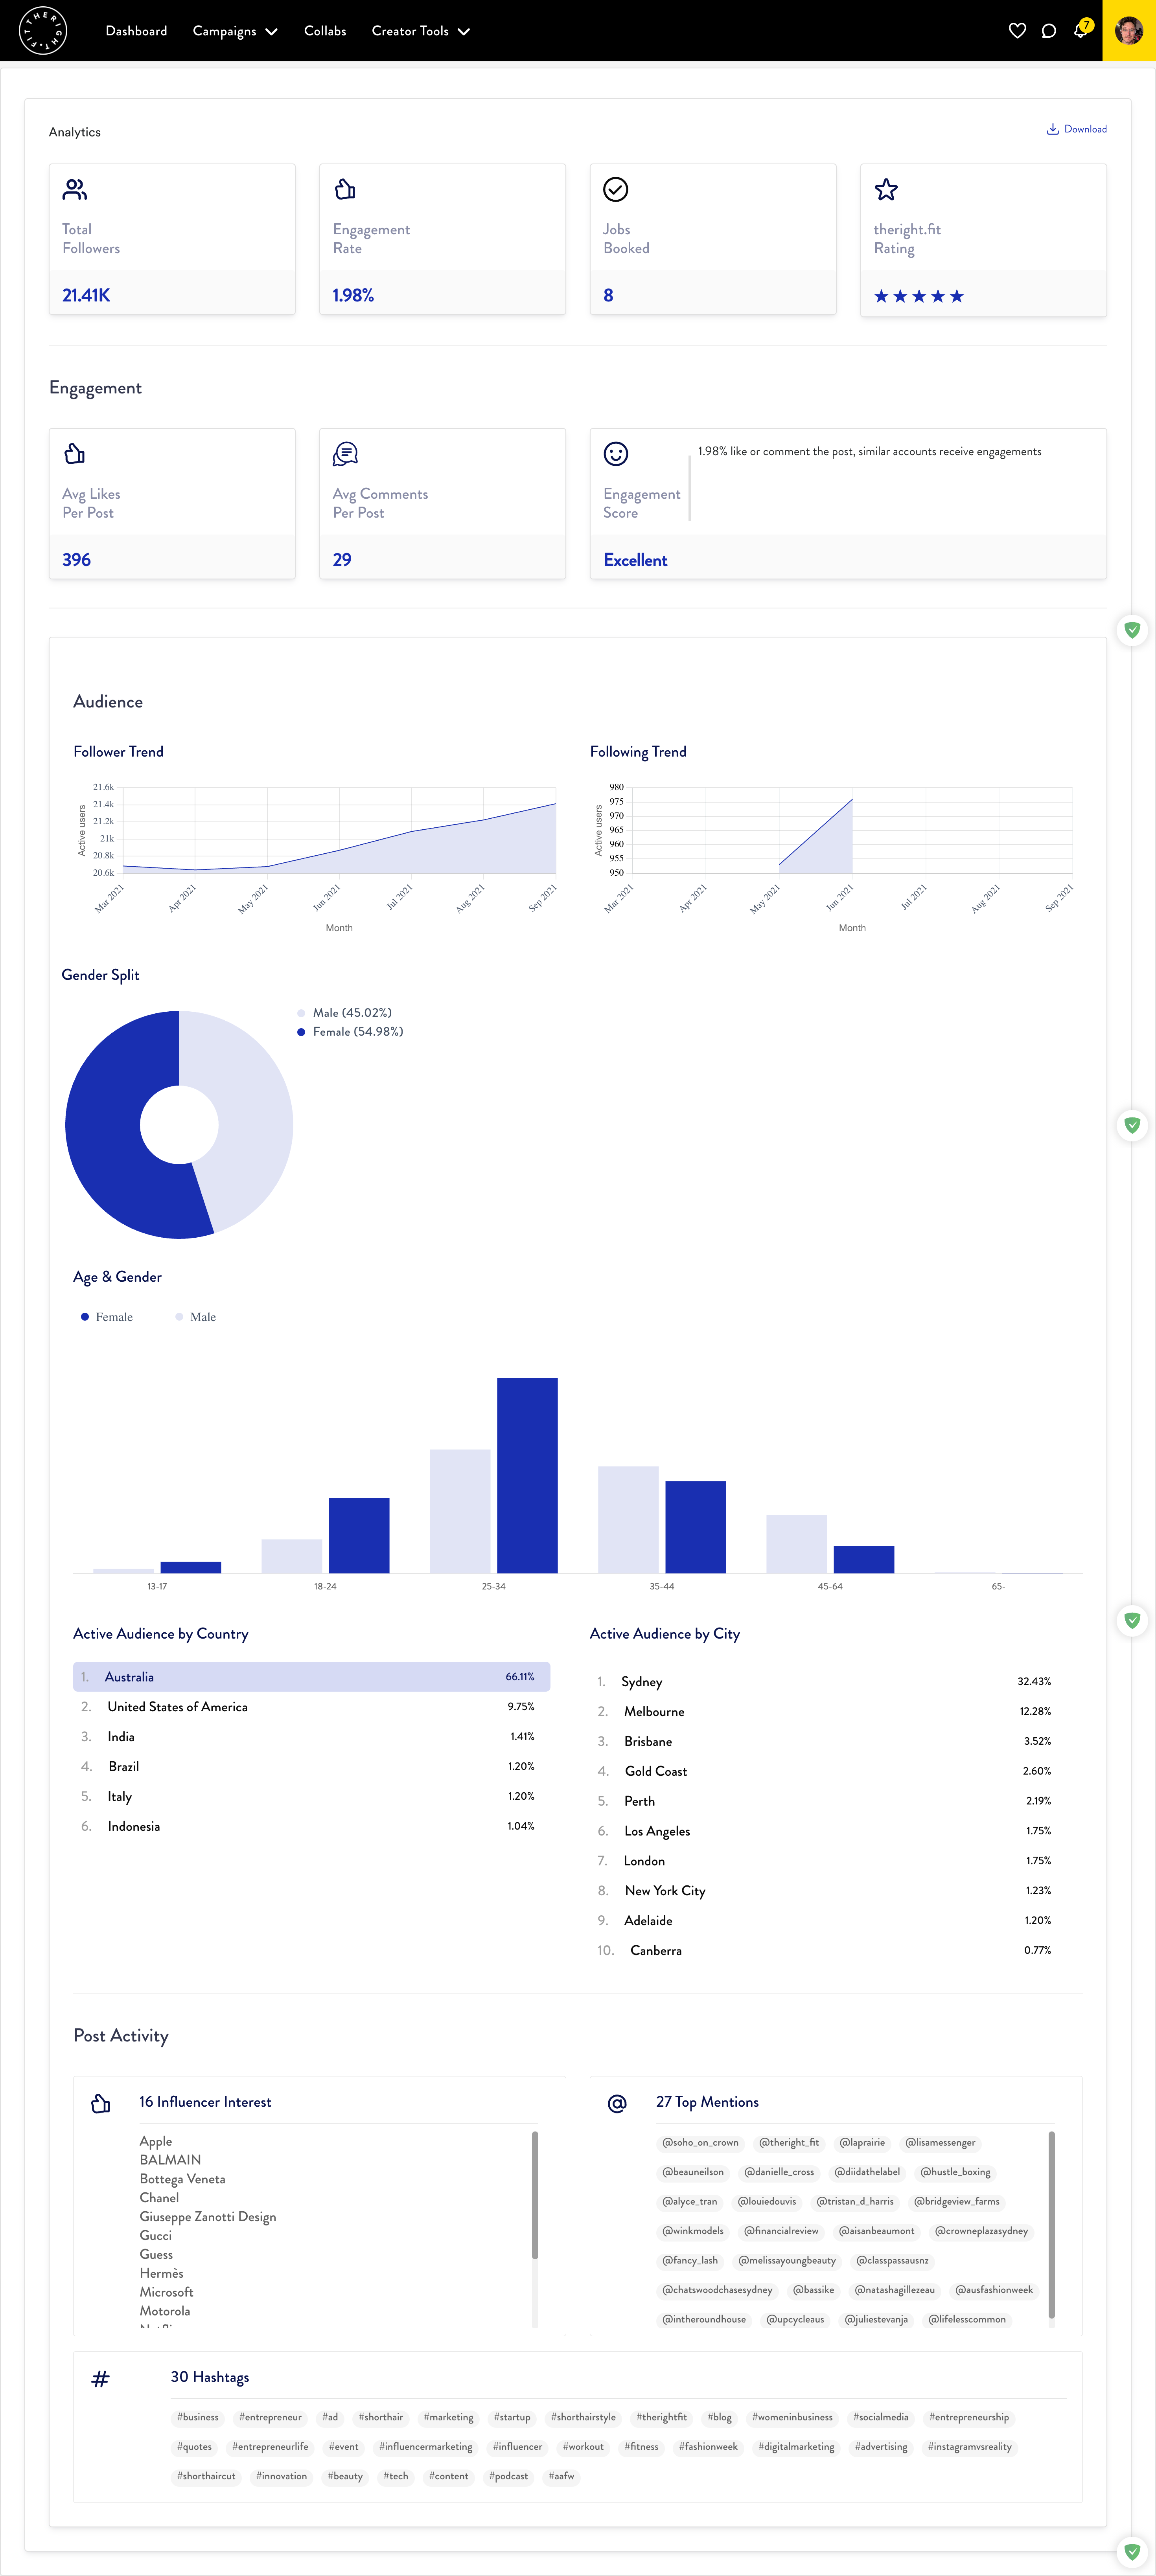 THERIGHT.FIT.
Dashboard
Campaigns
Collabs
Creator Tools
7
Analytics
Download
Total
Followers
21.41K
Engagement
Rate
1.98%
Jobs
Booked
8
theright.fit
Rating
Engagement
Avg Likes
Per Post
396
Avg Comments
Per Post
29
Engagement
Score
1.98% like or comment the post, similar accounts receive engagements
Excellent
Audience
Follower Trend
21.6k
21.4k
21.2k
21k
20.8k
20.6k
Active users
Mar 2021
Apr 2021
May 2021
Jun 2021
Jul 2021
Aug 2021
Sep 2021
Month
Following Trend
980
975
970
965
960
955
950
Active users
Mar 2021
Apr 2021
May 2021
Jun 2021
Jul 2021
Aug 2021
Sep 2021
Month
Gender Split
Male (45.02%)
Female (54.98%)
Age & Gender
Female
Male
13-17
18-24
25-34
35-44
45-64
65-
Active Audience by Country
1. Australia 66.11%
2. United States of America 9.75%
3. India 1.41%
4. Brazil 1.20%
5. Italy 1.20%
6. Indonesia 1.04%
Active Audience by City
1. Sydney 32.43%
2. Melbourne 12.28%
3. Brisbane 3.52%
4. Gold Coast 2.60%
5. Perth 2.19%
6. Los Angeles 1.75%
7. London 1.75%
8. New York City 1.23%
9. Adelaide 1.20%
10. Canberra 0.77%
Post Activity
16 Influencer Interest
Apple
BALMAIN
Bottega Veneta
Chanel
Giuseppe Zanotti Design
Gucci
Guess
Hermès
Microsoft
Motorola
27 Top Mentions
@soho_on_crown @theright_fit @laprairie @lisamessenger
@beauneilson @danielle_cross @diidathelabel @hustle_boxing
@alyce_tran @louiedouvis @tristan_d_harris @bridgeview_farms
@winkmodels @financialreview @aisanbeaumont @crowneplazasydney
@fancy_lash @melissayoungbeauty @classpassausnz
@chatswoodchasesydney @bassike @natashagillezeau @ausfashionweek
@intheroundhouse @upcycleaus @juliestevanja @lifelesscommon
# 30 Hashtags
#business #entrepreneur #ad #shorthair #marketing #startup #shorthairstyle #therightfit #blog #womeninbusiness #socialmedia #entrepreneurship
#quotes #entrepreneurlife #event #influencermarketing #influencer #workout #fitness #fashionweek #digitalmarketing #advertising #instagramvsreality
#shorthaircut #innovation #beauty #tech #content #podcast #aafw